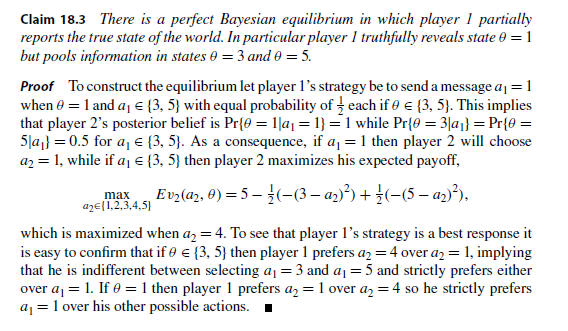 Claim 18.3 There is a perfect Bayesian equilibrium in which player 1 partially
reports the true state of the world. In particular player 1 truthfully reveals state θ = 1
but pools information in states θ = 3 and θ = 5.
Proof To construct the equilibrium let player 1's strategy be to send a message a₁ = 1
when θ = 1 and a₁ ∈ {3, 5} with equal probability of ½ each if θ ∈ {3, 5}. This implies
that player 2's posterior belief is Pr{θ = 1|a₁ = 1} = 1 while Pr{θ = 3|a₁} = Pr{θ =
5|a₁} = 0.5 for a₁ ∈ {3, 5}. As a consequence, if a₁ = 1 then player 2 will choose
a₂ = 1, while if a₁ ∈ {3, 5} then player 2 maximizes his expected payoff,
max Ev₂(a₂, θ) = 5 − ½(−(3 − a₂)²) + ½(−(5 − a₂)²),
a₂∈{1,2,3,4,5}
which is maximized when a₂ = 4. To see that player 1's strategy is a best response it
is easy to confirm that if θ ∈ {3, 5} then player 1 prefers a₂ = 4 over a₂ = 1, implying
that he is indifferent between selecting a₁ = 3 and a₁ = 5 and strictly prefers either
over a₁ = 1. If θ = 1 then player 1 prefers a₂ = 1 over a₂ = 4 so he strictly prefers
a₁ = 1 over his other possible actions. ■